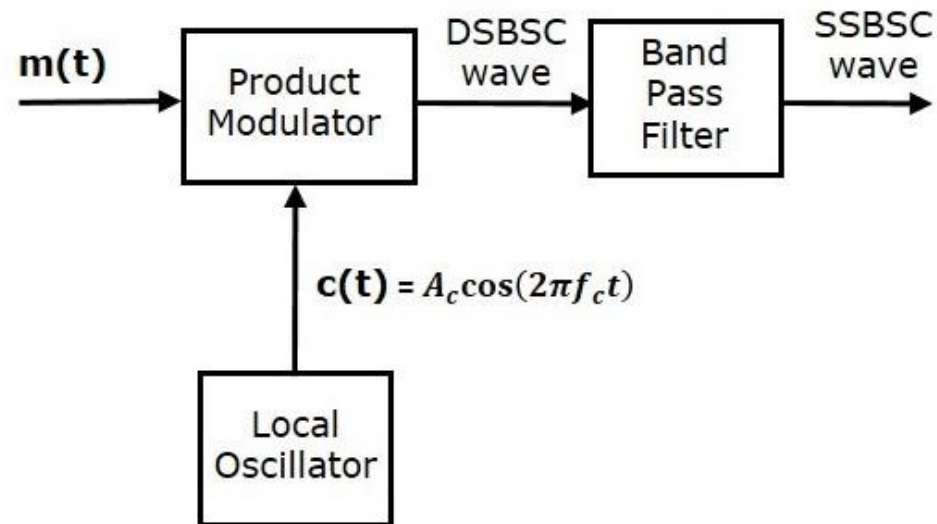 m(t)
Product
Modulator
DSBSC
wave
Band
Pass
Filter
SSBSC
wave
c(t) = A_c cos(2πf_c t)
Local
Oscillator